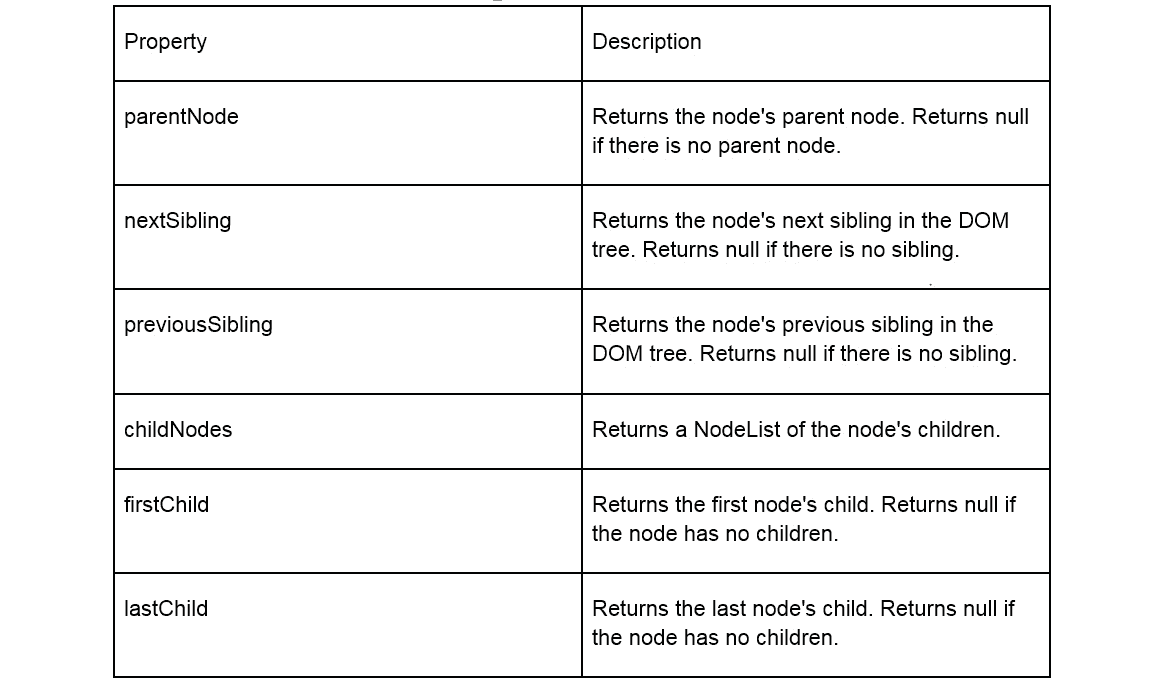 Property
Description
parentNode
Returns the node's parent node. Returns null
if there is no parent node.
nextSibling
Returns the node's next sibling in the DOM
tree. Returns null if there is no sibling.
previousSibling
Returns the node's previous sibling in the
DOM tree. Returns null if there is no sibling.
childNodes
Returns a NodeList of the node's children.
firstChild
Returns the first node's child. Returns null if
the node has no children.
lastChild
Returns the last node's child. Returns null if
the node has no children.